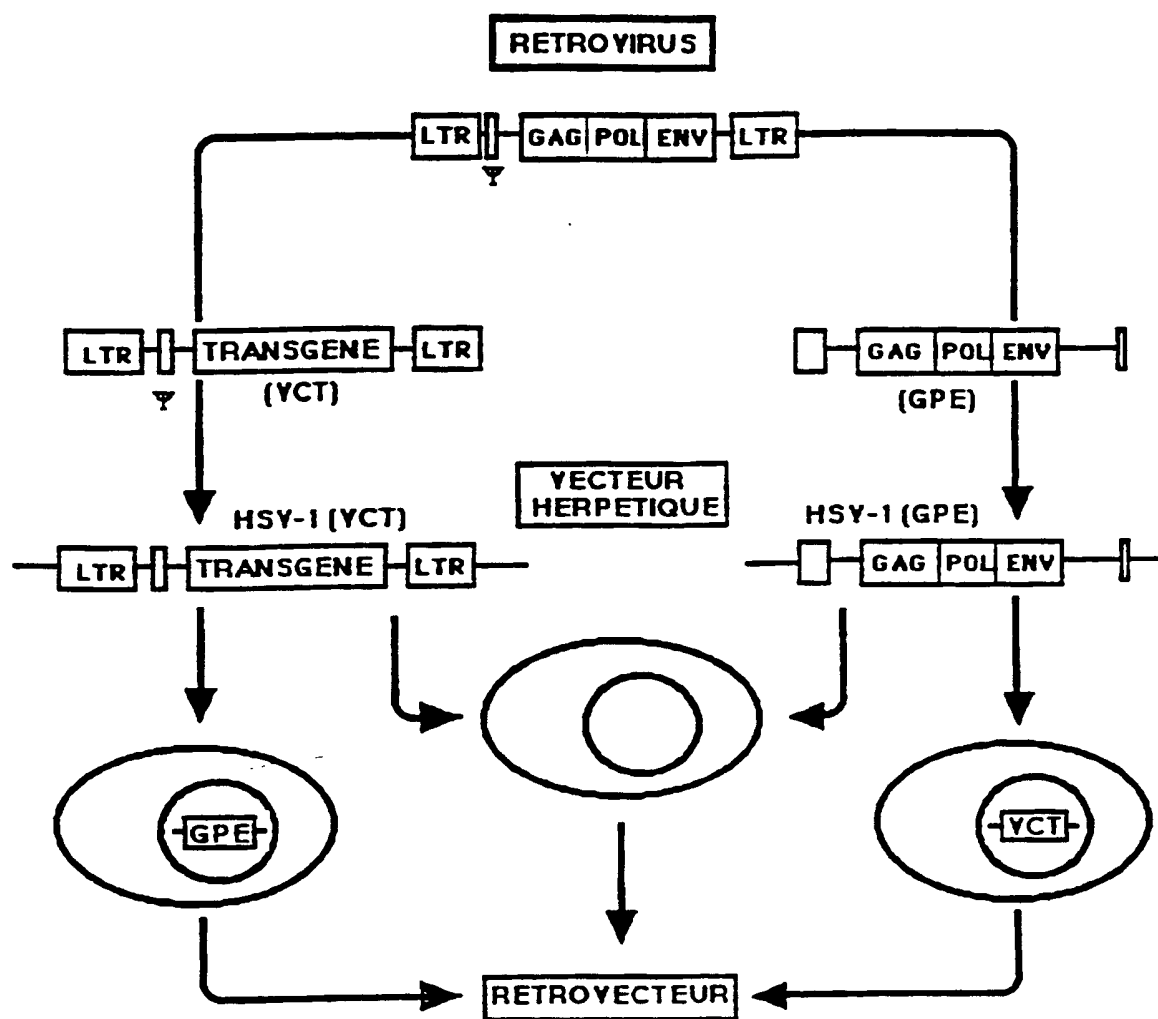 RETROVIRUS
LTR GAG POL ENV LTR
Ψ
LTR TRANSGENE LTR
Ψ
(VCT)
GAG POL ENV
(GPE)
VECTEUR
HERPETIQUE
HSV-1 (VCT)
LTR TRANSGENE LTR
HSV-1 (GPE)
GAG POL ENV
GPE
VCT
RETROVECTEUR